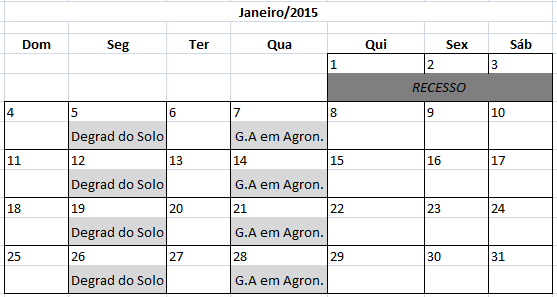 Janeiro/2015
Dom Seg Ter Qua Qui Sex Sáb
1 2 3
RECESSO
4 5 6 7 8 9 10
Degrad do Solo G.A em Agron.
11 12 13 14 15 16 17
Degrad do Solo G.A em Agron.
18 19 20 21 22 23 24
Degrad do Solo G.A em Agron.
25 26 27 28 29 30 31
Degrad do Solo G.A em Agron.